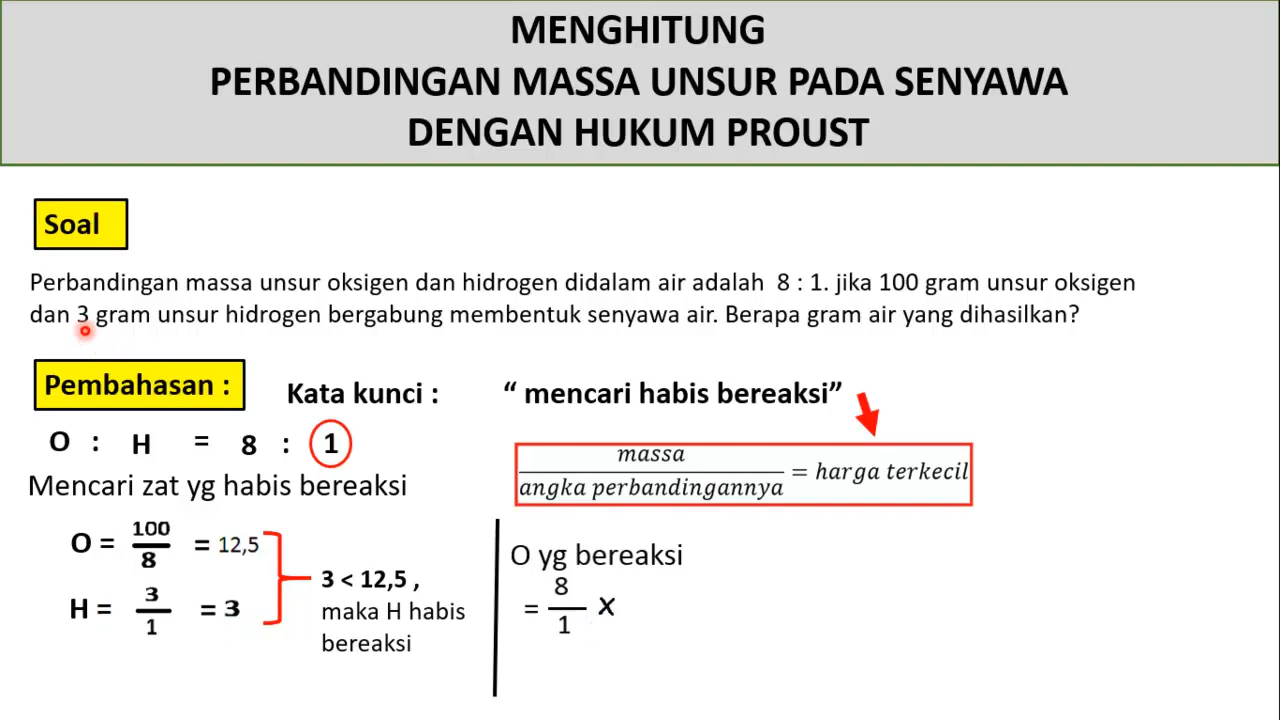 MENGHITUNG
PERBANDINGAN MASSA UNSUR PADA SENYAWA
DENGAN HUKUM PROUST
Soal
Perbandingan massa unsur oksigen dan hidrogen didalam air adalah 8 : 1. jika 100 gram unsur oksigen
dan 3 gram unsur hidrogen bergabung membentuk senyawa air. Berapa gram air yang dihasilkan?
Pembahasan :
Kata kunci : “ mencari habis bereaksi”
O : H = 8 : 1
massa
angka perbandingannya
= harga terkecil
Mencari zat yg habis bereaksi
O = 100
8
= 12,5
H = 3
1
= 3
3 < 12,5 ,
maka H habis
bereaksi
O yg bereaksi
= 8
1
x